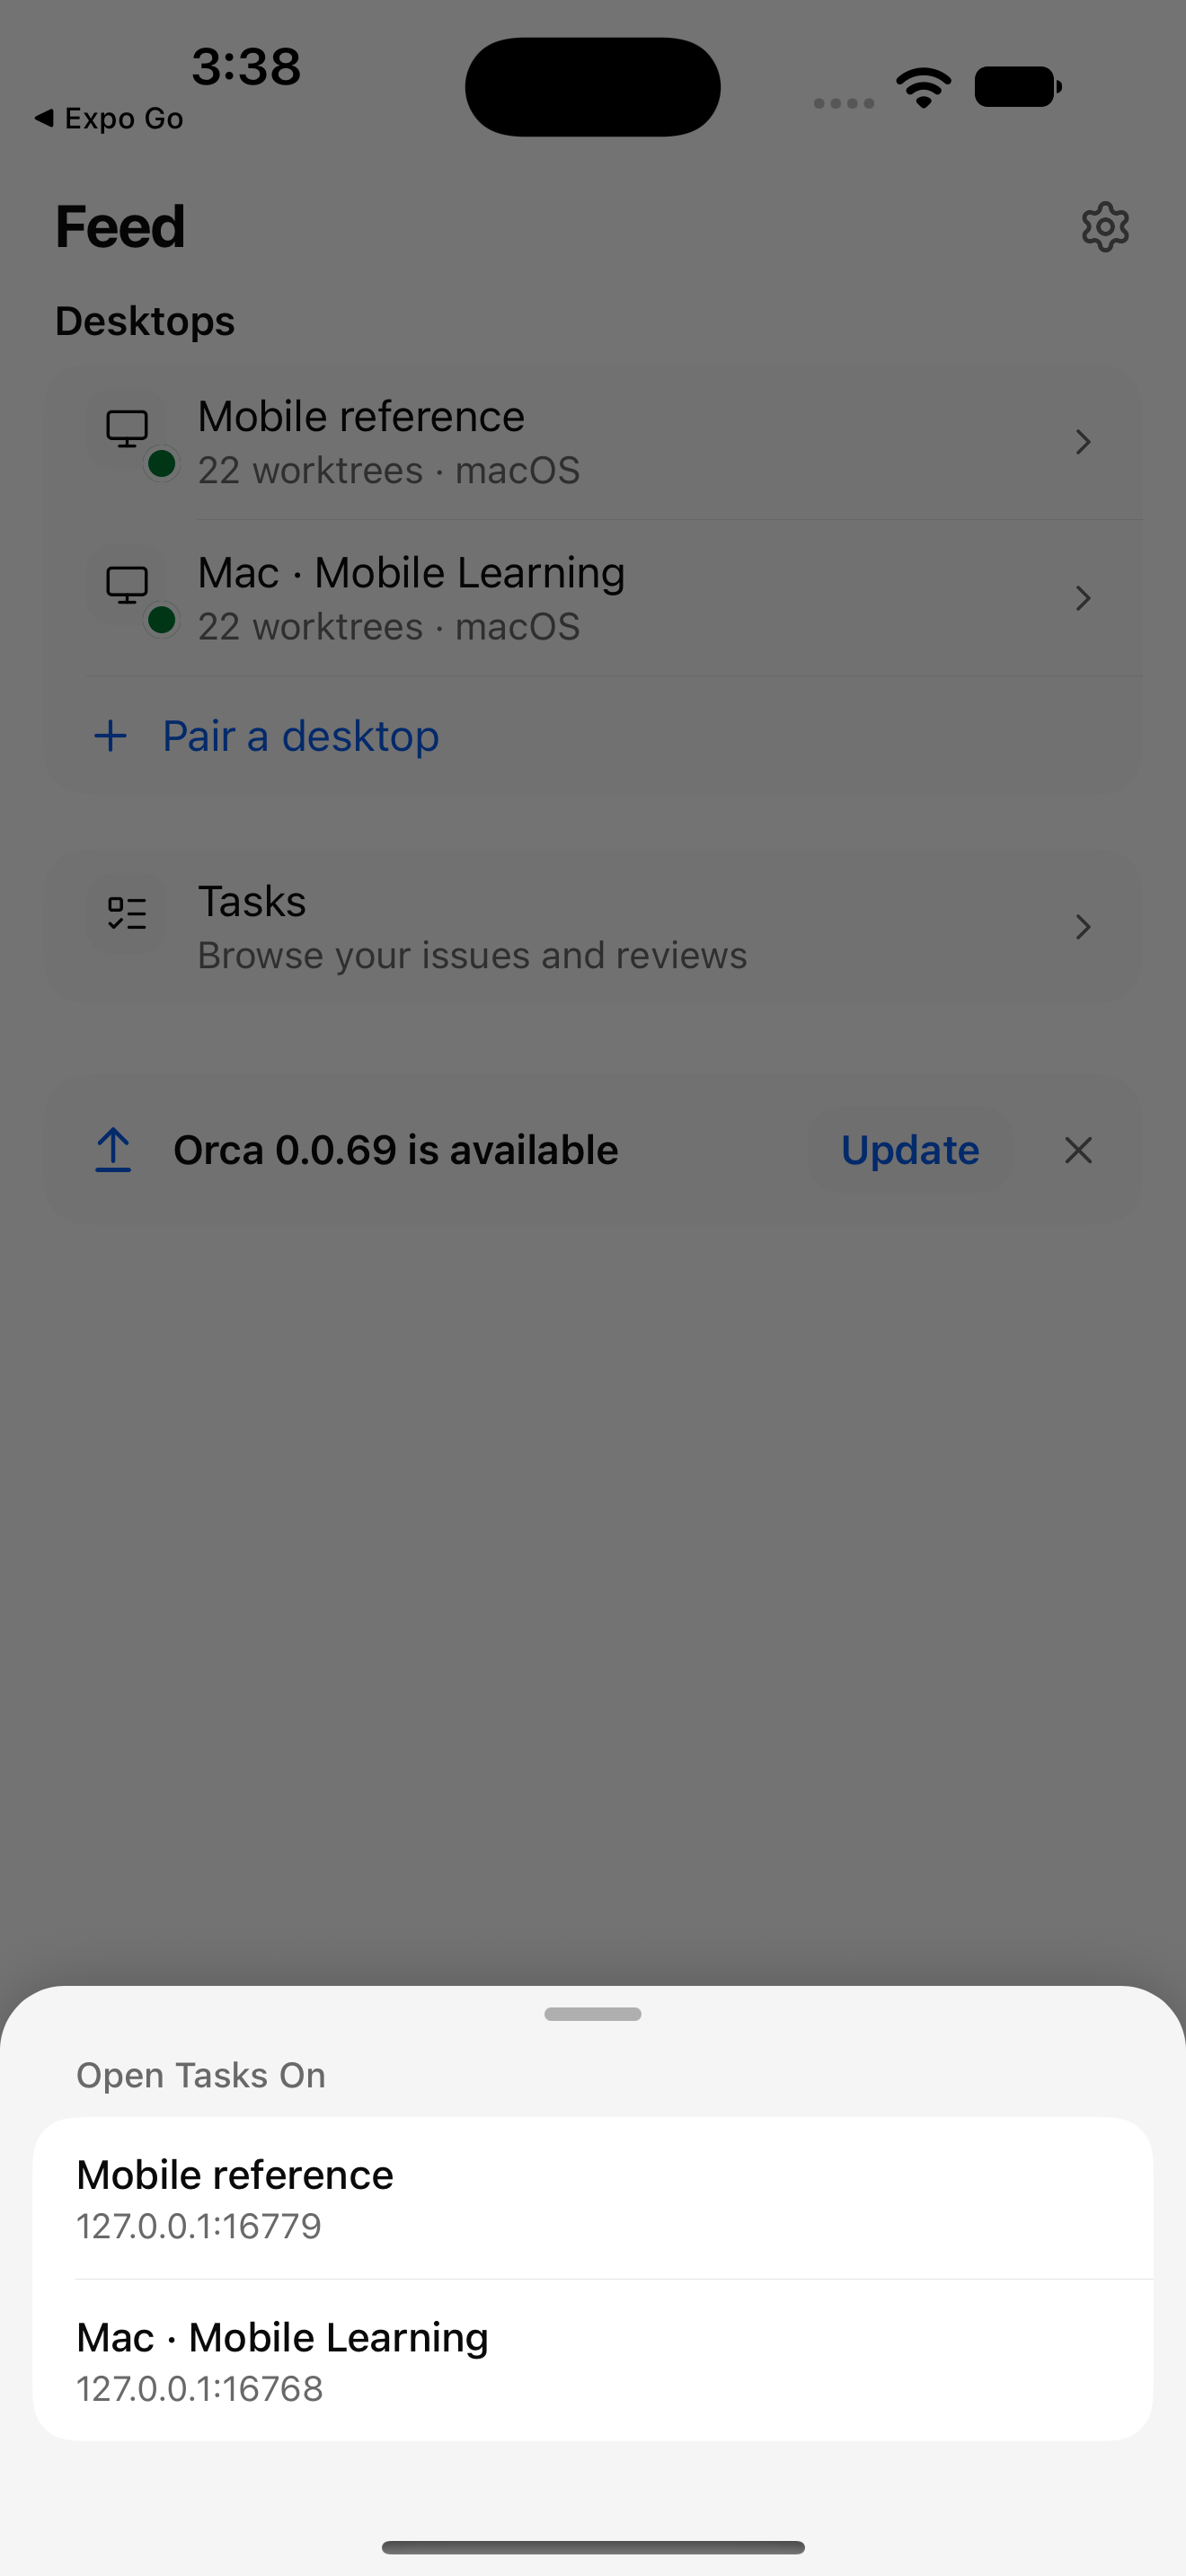 3:38
Expo Go
Feed
Desktops
Mobile reference
22 worktrees · macOS
Mac · Mobile Learning
22 worktrees · macOS
Pair a desktop
Tasks
Browse your issues and reviews
Orca 0.0.69 is available
Update
Open Tasks On
Mobile reference
127.0.0.1:16779
Mac · Mobile Learning
127.0.0.1:16768